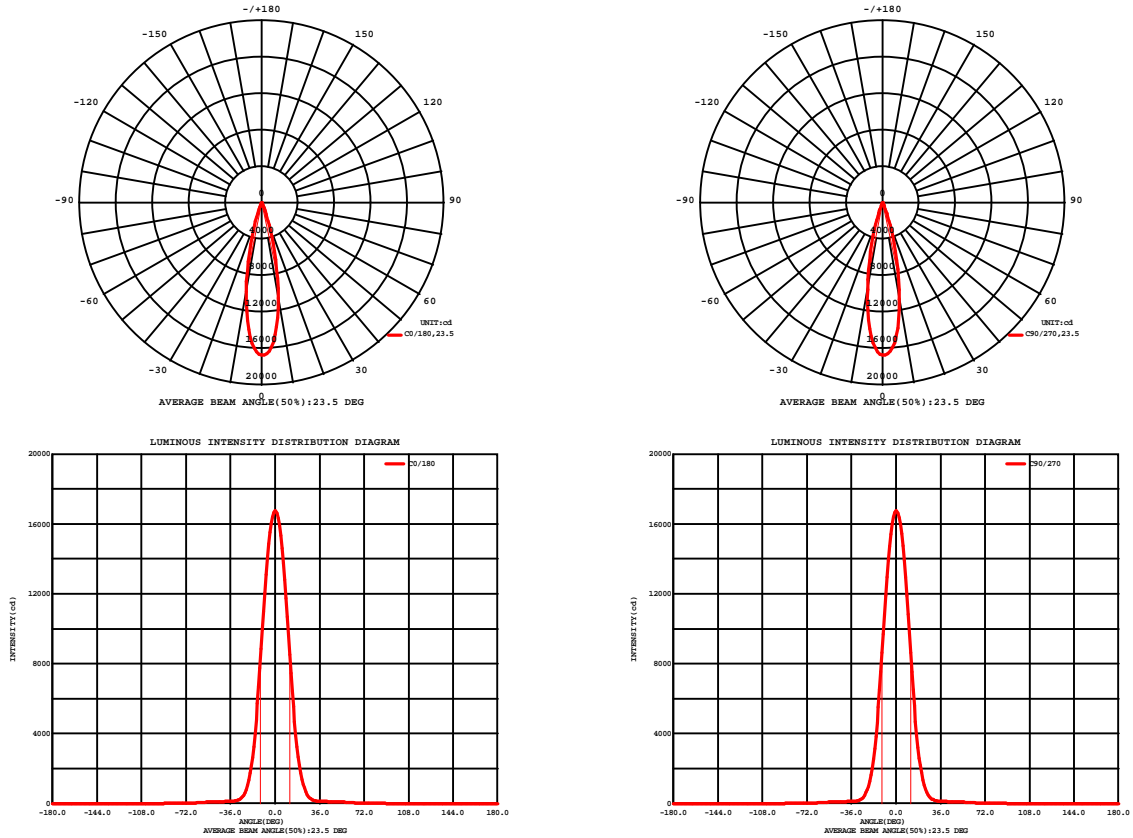 -/+180
-150 150
-120 120
-90 90
-60 60
-30 30
0
0
4000
8000
12000
16000
20000
UNIT:cd
C0/180,23.5
AVERAGE BEAM ANGLE(50%):23.5 DEG
-/+180
-150 150
-120 120
-90 90
-60 60
-30 30
0
0
4000
8000
12000
16000
20000
UNIT:cd
C90/270,23.5
AVERAGE BEAM ANGLE(50%):23.5 DEG
LUMINOUS INTENSITY DISTRIBUTION DIAGRAM
C0/180
INTENSITY(cd)
20000
16000
12000
8000
4000
0
-180.0 -144.0 -108.0 -72.0 -36.0 0.0 36.0 72.0 108.0 144.0 180.0
ANGLE(DEG)
AVERAGE BEAM ANGLE(50%):23.5 DEG
LUMINOUS INTENSITY DISTRIBUTION DIAGRAM
C90/270
INTENSITY(cd)
20000
16000
12000
8000
4000
0
-180.0 -144.0 -108.0 -72.0 -36.0 0.0 36.0 72.0 108.0 144.0 180.0
ANGLE(DEG)
AVERAGE BEAM ANGLE(50%):23.5 DEG